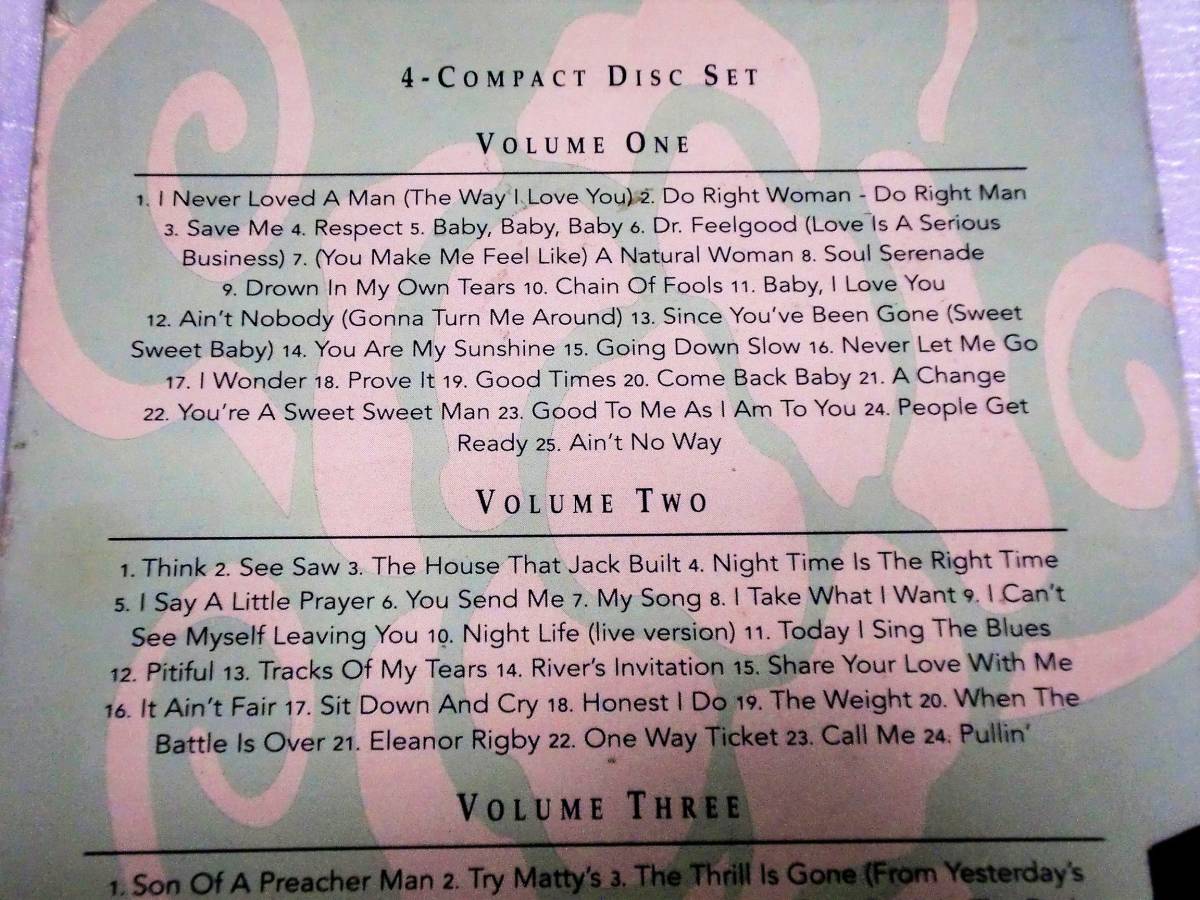 4-Compact Disc Set
Volume One
1. I Never Loved A Man (The Way I Love You) 2. Do Right Woman - Do Right Man
3. Save Me 4. Respect 5. Baby, Baby, Baby 6. Dr. Feelgood (Love Is A Serious
Business) 7. (You Make Me Feel Like) A Natural Woman 8. Soul Serenade
9. Drown In My Own Tears 10. Chain Of Fools 11. Baby, I Love You
12. Ain't Nobody (Gonna Turn Me Around) 13. Since You've Been Gone (Sweet
Sweet Baby) 14. You Are My Sunshine 15. Going Down Slow 16. Never Let Me Go
17. I Wonder 18. Prove It 19. Good Times 20. Come Back Baby 21. A Change
22. You're A Sweet Sweet Man 23. Good To Me As I Am To You 24. People Get
Ready 25. Ain't No Way
Volume Two
1. Think 2. See Saw 3. The House That Jack Built 4. Night Time Is The Right Time
5. I Say A Little Prayer 6. You Send Me 7. My Song 8. I Take What I Want 9. I Can't
See Myself Leaving You 10. Night Life (live version) 11. Today I Sing The Blues
12. Pitiful 13. Tracks Of My Tears 14. River's Invitation 15. Share Your Love With Me
16. It Ain't Fair 17. Sit Down And Cry 18. Honest I Do 19. The Weight 20. When The
Battle Is Over 21. Eleanor Rigby 22. One Way Ticket 23. Call Me 24. Pullin'
Volume Three
1. Son Of A Preacher Man 2. Try Matty's 3. The Thrill Is Gone (From Yesterday's